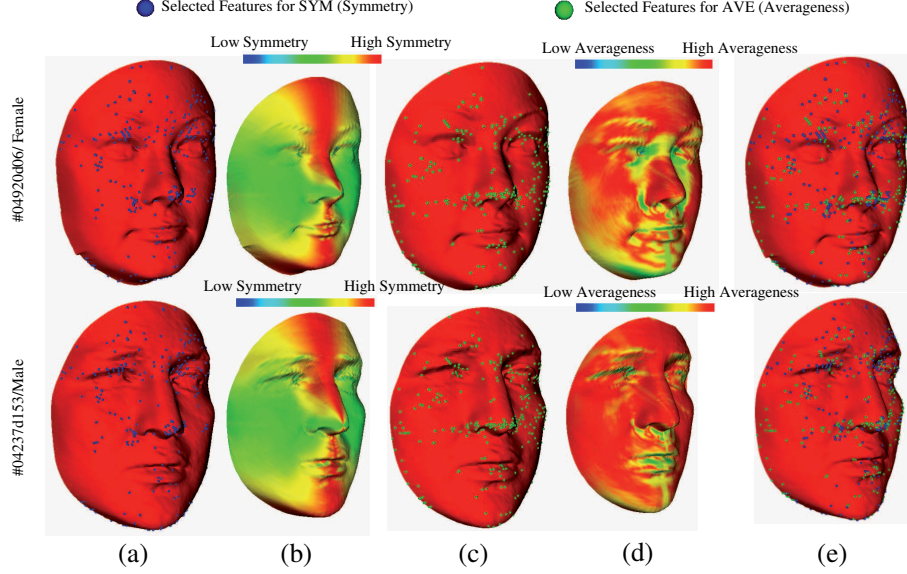 Selected Features for SYM (Symmetry)
Selected Features for AVE (Averageness)
Low Symmetry High Symmetry
Low Averageness High Averageness
#04920d06/ Female
Low Symmetry High Symmetry
Low Averageness High Averageness
#04237d153/Male
(a) (b) (c) (d) (e)